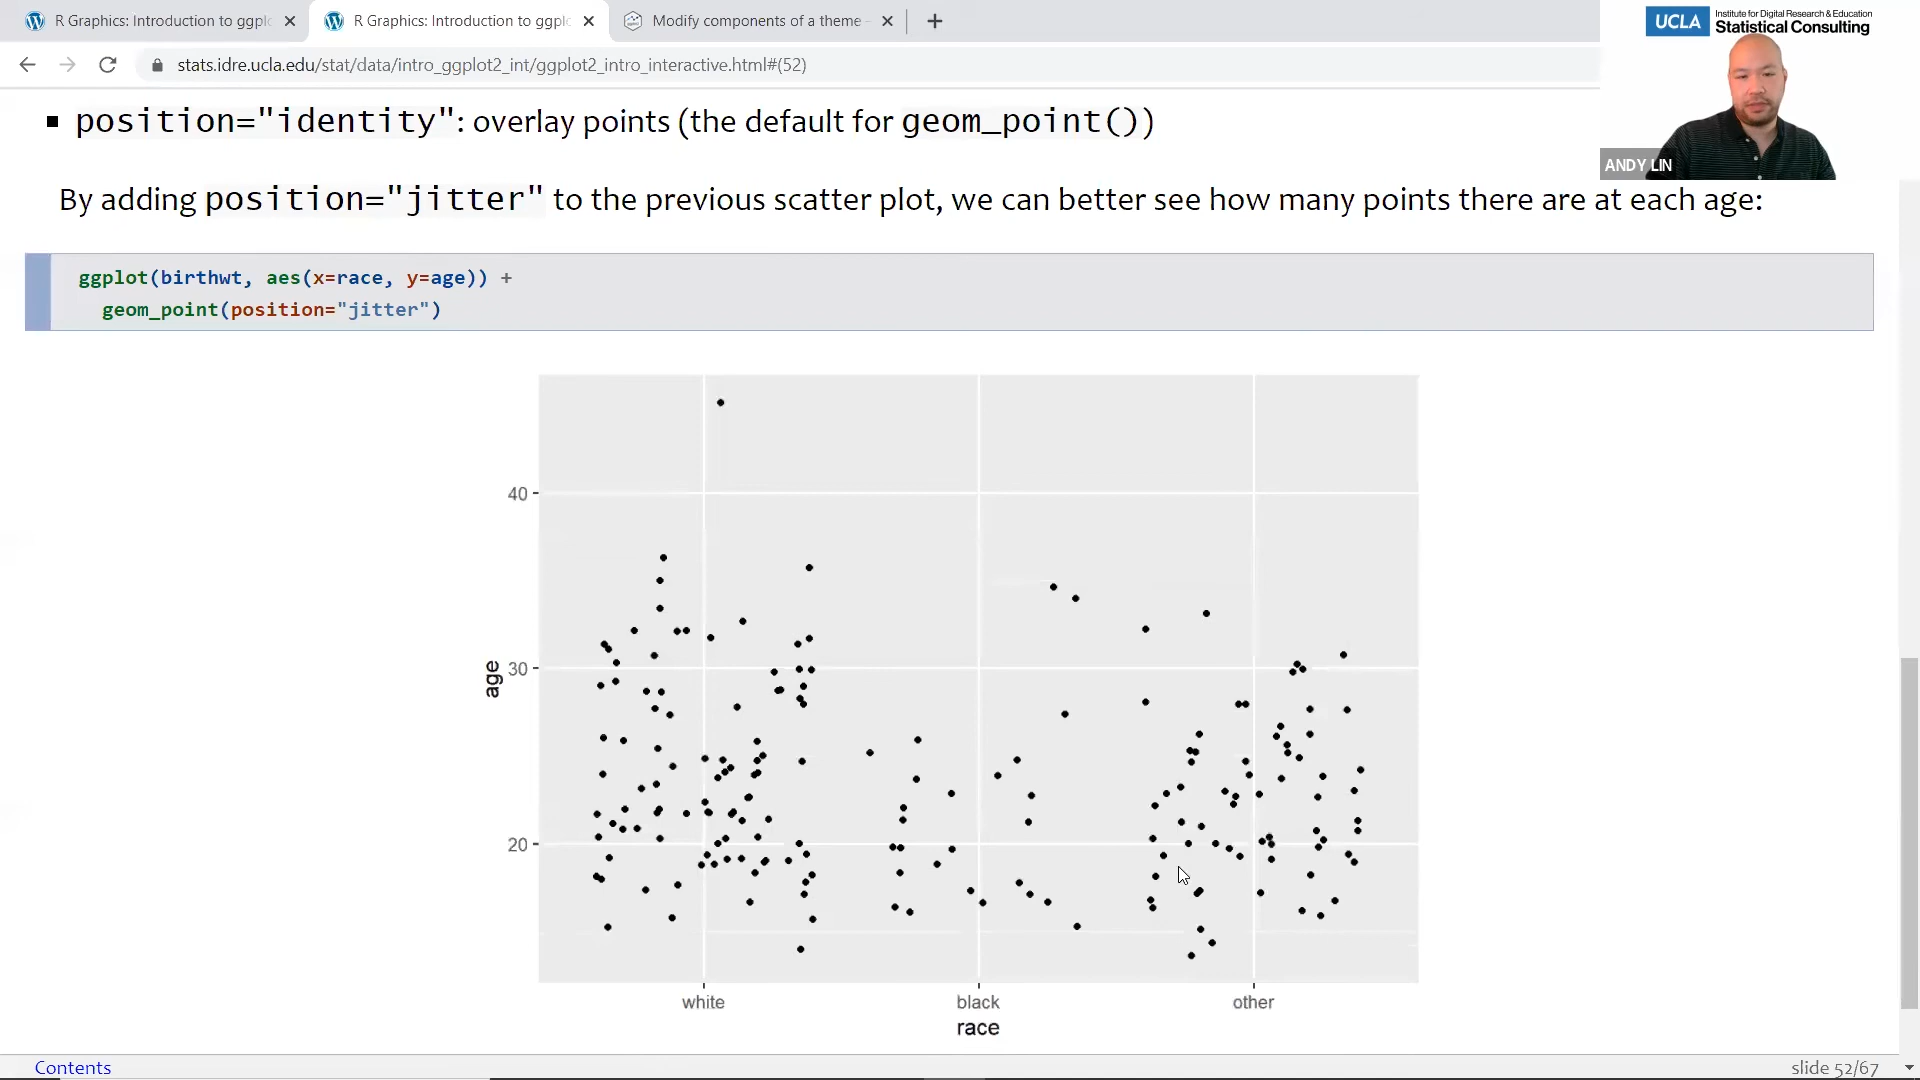 R Graphics: Introduction to ggpl
R Graphics: Introduction to ggpl
Modify components of a theme
UCLA Institute for Digital Research & Education
Statistical Consulting
stats.idre.ucla.edu/stat/data/intro_ggplot2_int/ggplot2_intro_interactive.html#(52)
▪ position="identity": overlay points (the default for geom_point())
ANDY LIN
By adding position="jitter" to the previous scatter plot, we can better see how many points there are at each age:
ggplot(birthwt, aes(x=race, y=age)) +
geom_point(position="jitter")
40
30
20
age
white black other
race
Contents
slide 52/67